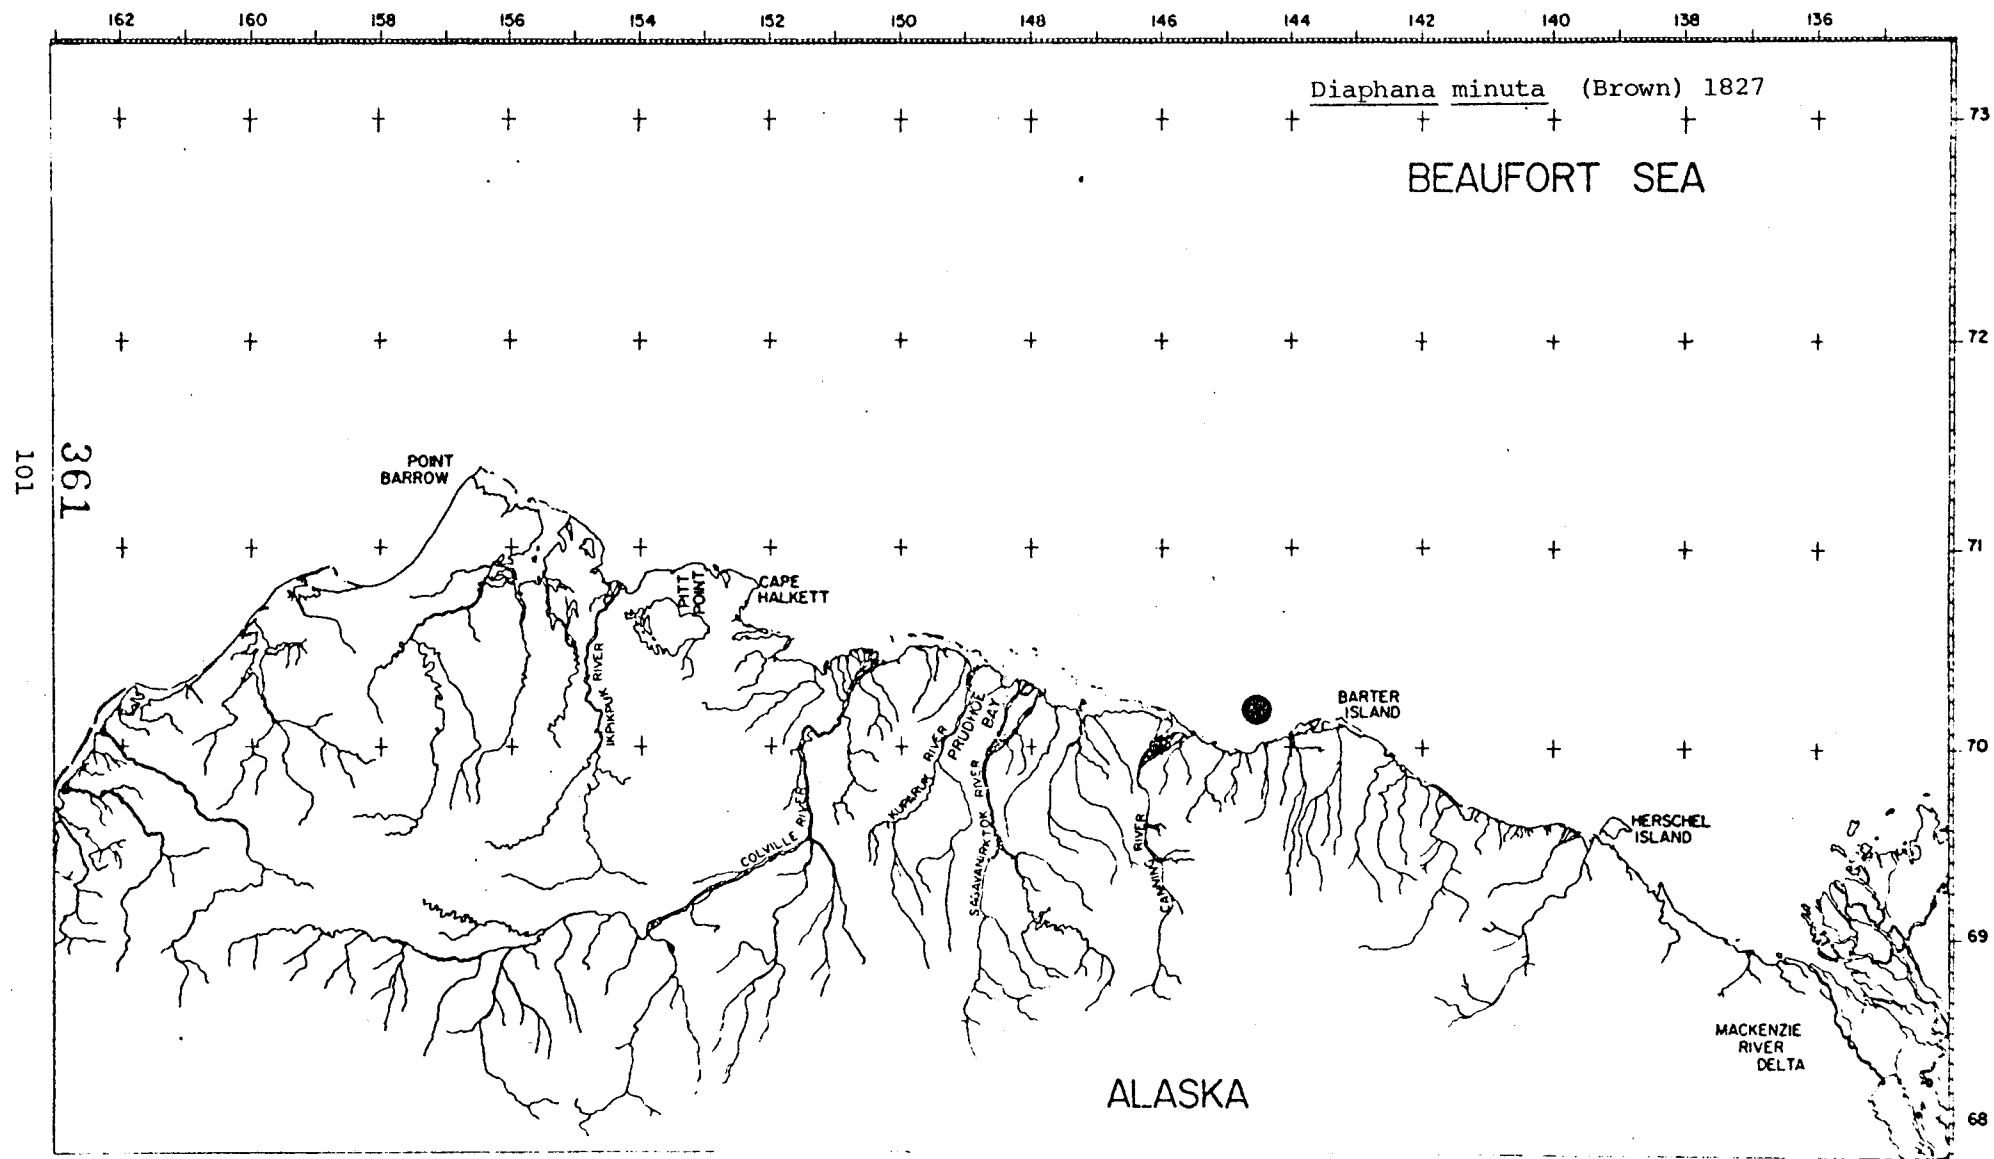 162 160 158 156 154 152 150 148 146 144 142 140 138 136
Diaphana minuta (Brown) 1827
73
BEAUFORT SEA
72
361
101
POINT
BARROW
71
PITT
POINT
CAPE
HALKETT
IKPIKPUK RIVER
BARTER
ISLAND
PRUDHOE
BAY
70
KUPARUK RIVER
SAGAVANIRKTOK RIVER
COLVILLE RIVER
CANNING RIVER
HERSCHEL
ISLAND
69
MACKENZIE
RIVER
DELTA
ALASKA
68